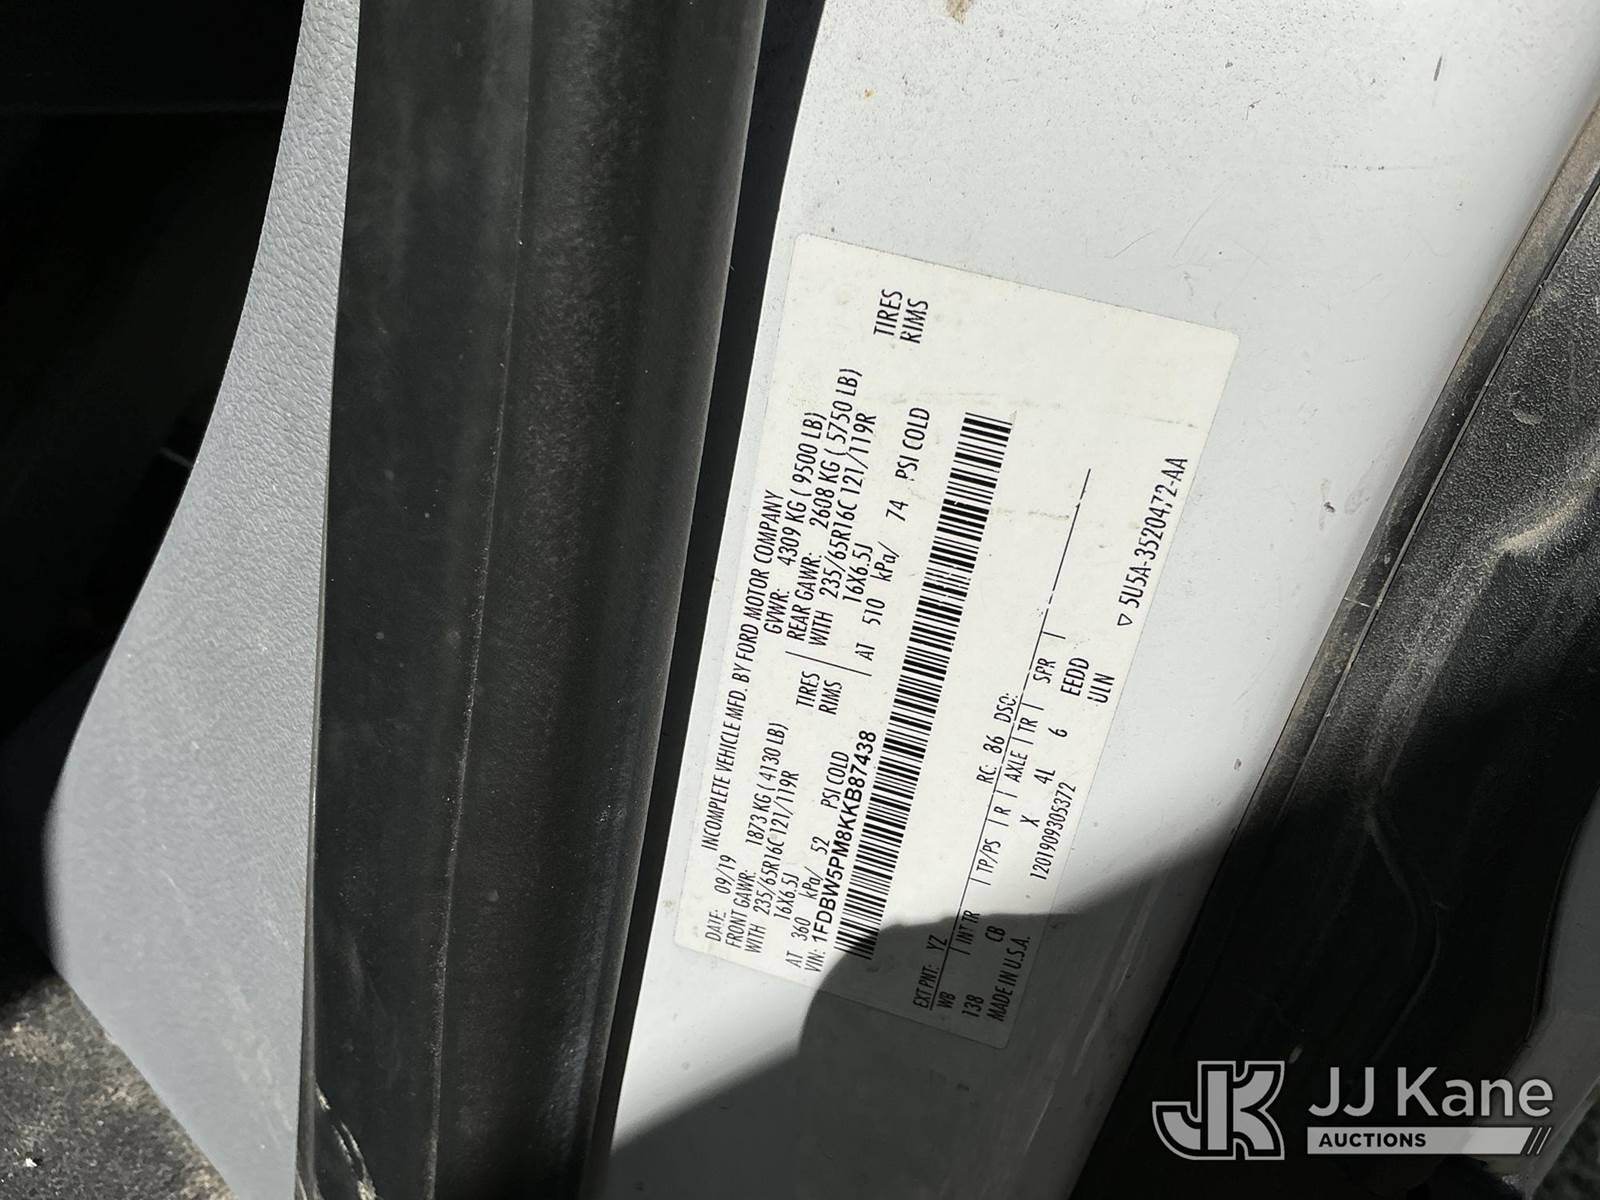 DATE: 09/19 INCOMPLETE VEHICLE MFD. BY FORD MOTOR COMPANY
FRONT GAWR: 1873 KG ( 4130 LB) GVWR: 4309 KG ( 9500 LB)
REAR GAWR: 2608 KG ( 5750 LB)
WITH 235/65R16C 121/119R TIRES WITH 235/65R16C 121/119R TIRES
16X6.5J RIMS 16X6.5J RIMS
AT 360 kPa/ 52 PSI COLD AT 510 kPa/ 74 PSI COLD
VIN: 1FDBW5PM8KKB87438
EXT PNT: YZ RC: 86 DSO:
WB INT TR TP/PS R AXLE TR SPR
138 CB X 4L 6 EEDD
MADE IN U.S.A. 1201909305372 ULN
▽ 5U5A-3520472-AA
JK JJ Kane
AUCTIONS